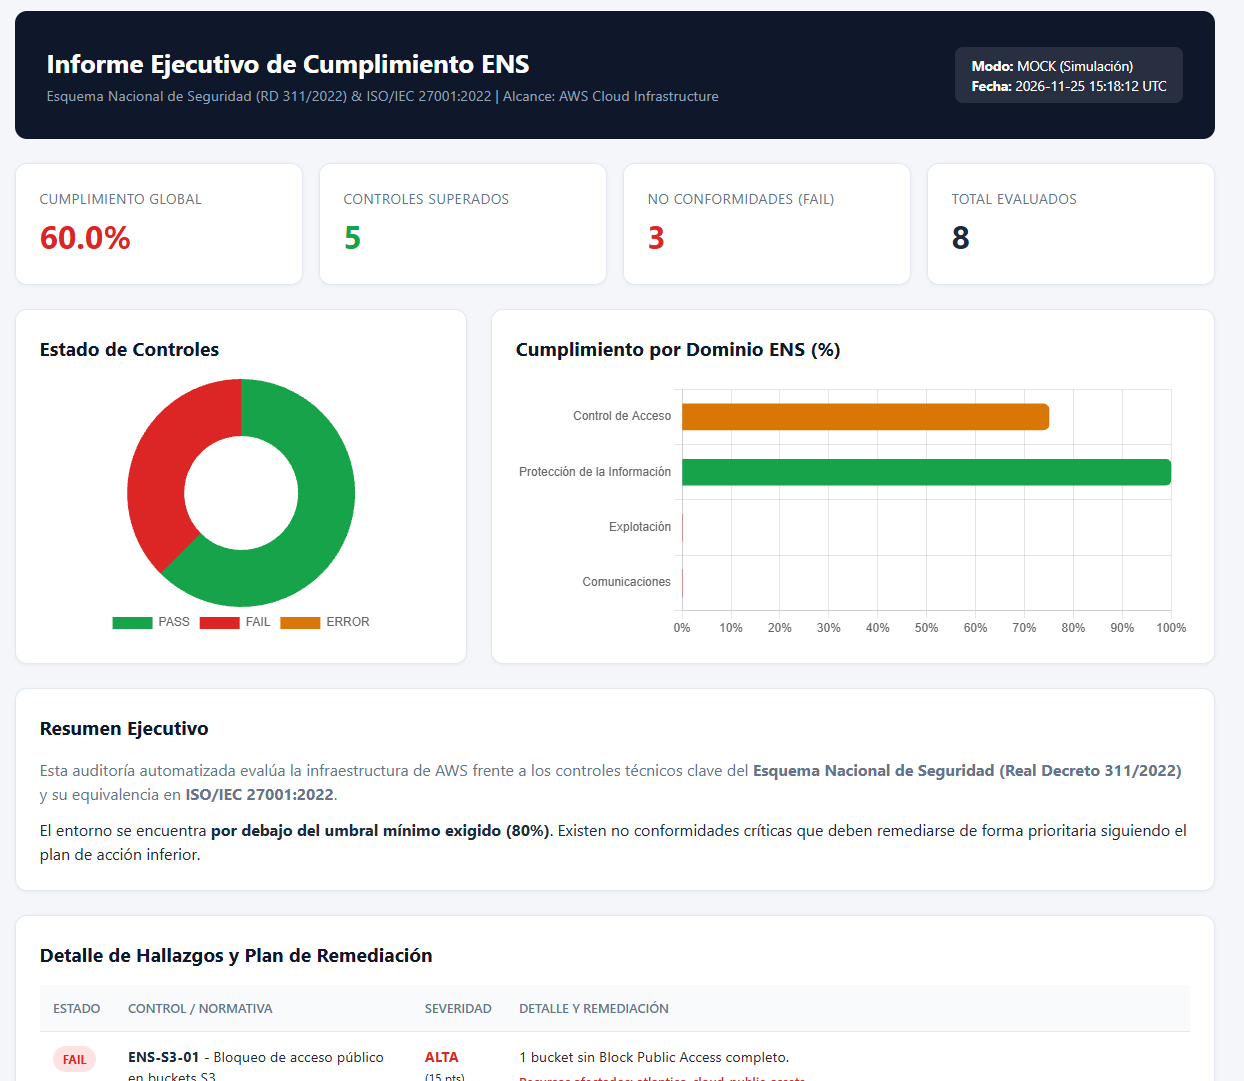 Informe Ejecutivo de Cumplimiento ENS
Esquema Nacional de Seguridad (RD 311/2022) & ISO/IEC 27001:2022 | Alcance: AWS Cloud Infrastructure
Modo: MOCK (Simulación)
Fecha: 2026-11-25 15:18:12 UTC
CUMPLIMIENTO GLOBAL
60.0%
CONTROLES SUPERADOS
5
NO CONFORMIDADES (FAIL)
3
TOTAL EVALUADOS
8
Estado de Controles
PASS FAIL ERROR
Cumplimiento por Dominio ENS (%)
Control de Acceso
Protección de la Información
Explotación
Comunicaciones
0% 10% 20% 30% 40% 50% 60% 70% 80% 90% 100%
Resumen Ejecutivo
Esta auditoría automatizada evalúa la infraestructura de AWS frente a los controles técnicos clave del Esquema Nacional de Seguridad (Real Decreto 311/2022)
y su equivalencia en ISO/IEC 27001:2022.
El entorno se encuentra por debajo del umbral mínimo exigido (80%). Existen no conformidades críticas que deben remediarse de forma prioritaria siguiendo el
plan de acción inferior.
Detalle de Hallazgos y Plan de Remediación
ESTADO CONTROL / NORMATIVA SEVERIDAD DETALLE Y REMEDIACIÓN
FAIL ENS-S3-01 - Bloqueo de acceso público ALTA 1 bucket sin Block Public Access completo.
en buckets S3 (15 pts)